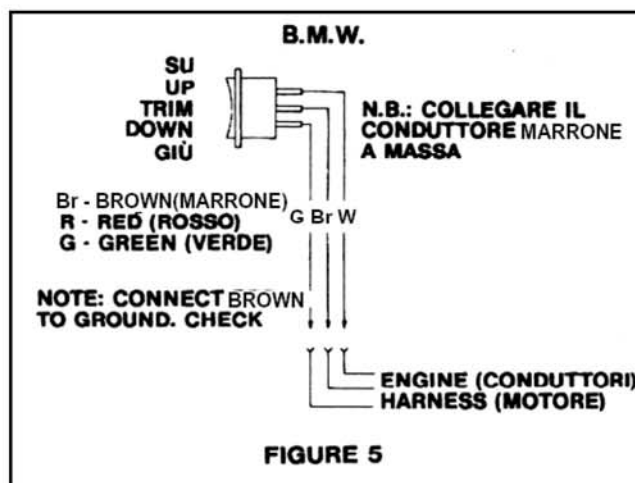 B.M.W.
SU
UP
TRIM
DOWN
GIÙ
N.B.: COLLEGARE IL
CONDUTTORE MARRONE
A MASSA
Br - BROWN(MARRONE)
R - RED (ROSSO)
G - GREEN (VERDE)
G Br W
NOTE: CONNECT BROWN
TO GROUND. CHECK
ENGINE (CONDUTTORI)
HARNESS (MOTORE)
FIGURE 5